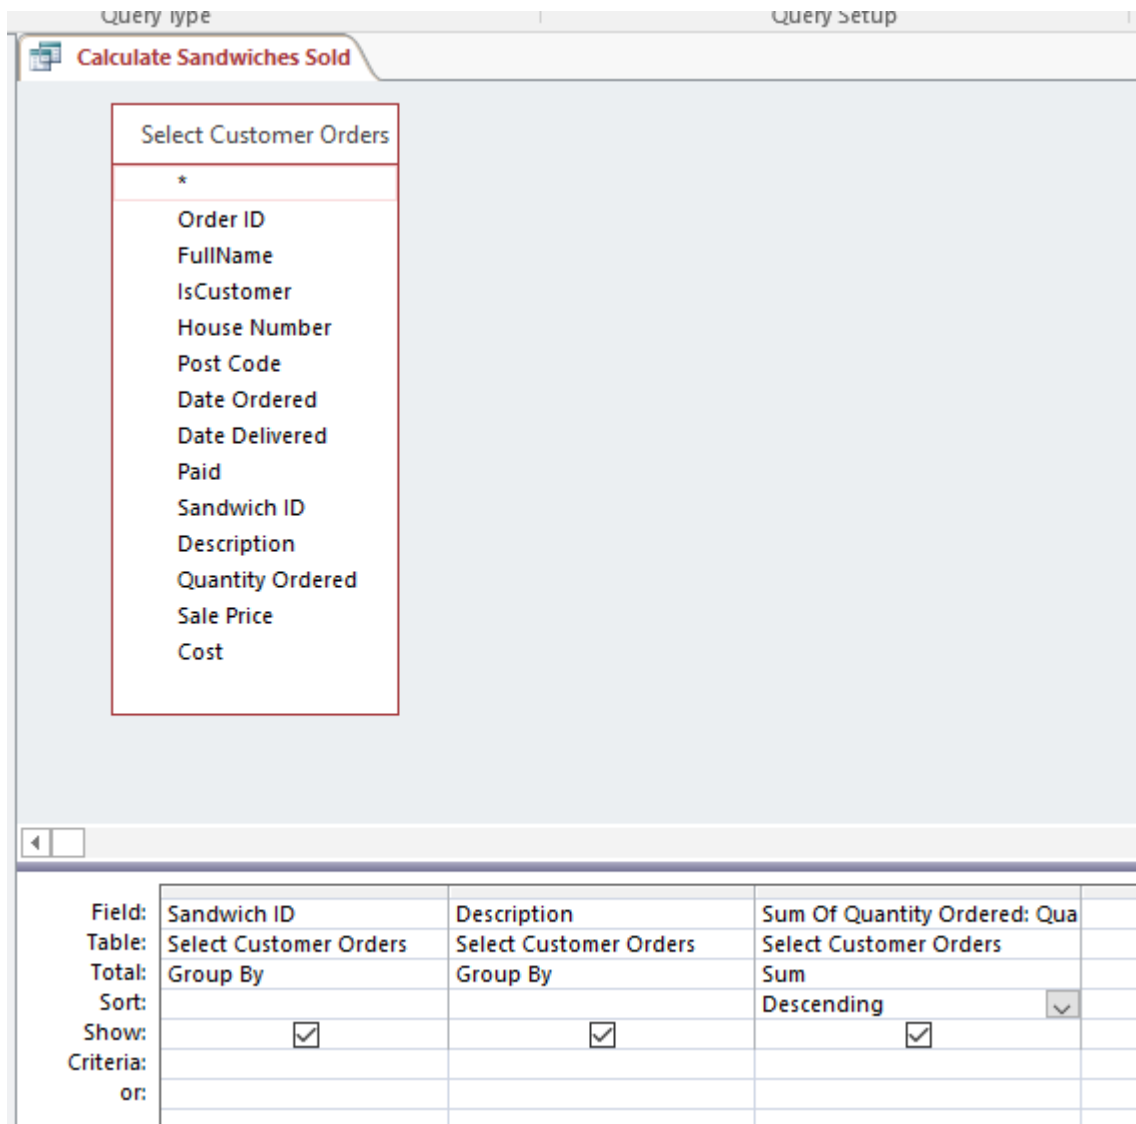 Query Type Query Setup
Calculate Sandwiches Sold
Select Customer Orders
*
Order ID
FullName
IsCustomer
House Number
Post Code
Date Ordered
Date Delivered
Paid
Sandwich ID
Description
Quantity Ordered
Sale Price
Cost
Field: Sandwich ID Description Sum Of Quantity Ordered: Qua
Table: Select Customer Orders Select Customer Orders Select Customer Orders
Total: Group By Group By Sum
Sort: Descending
Show:
Criteria:
or: